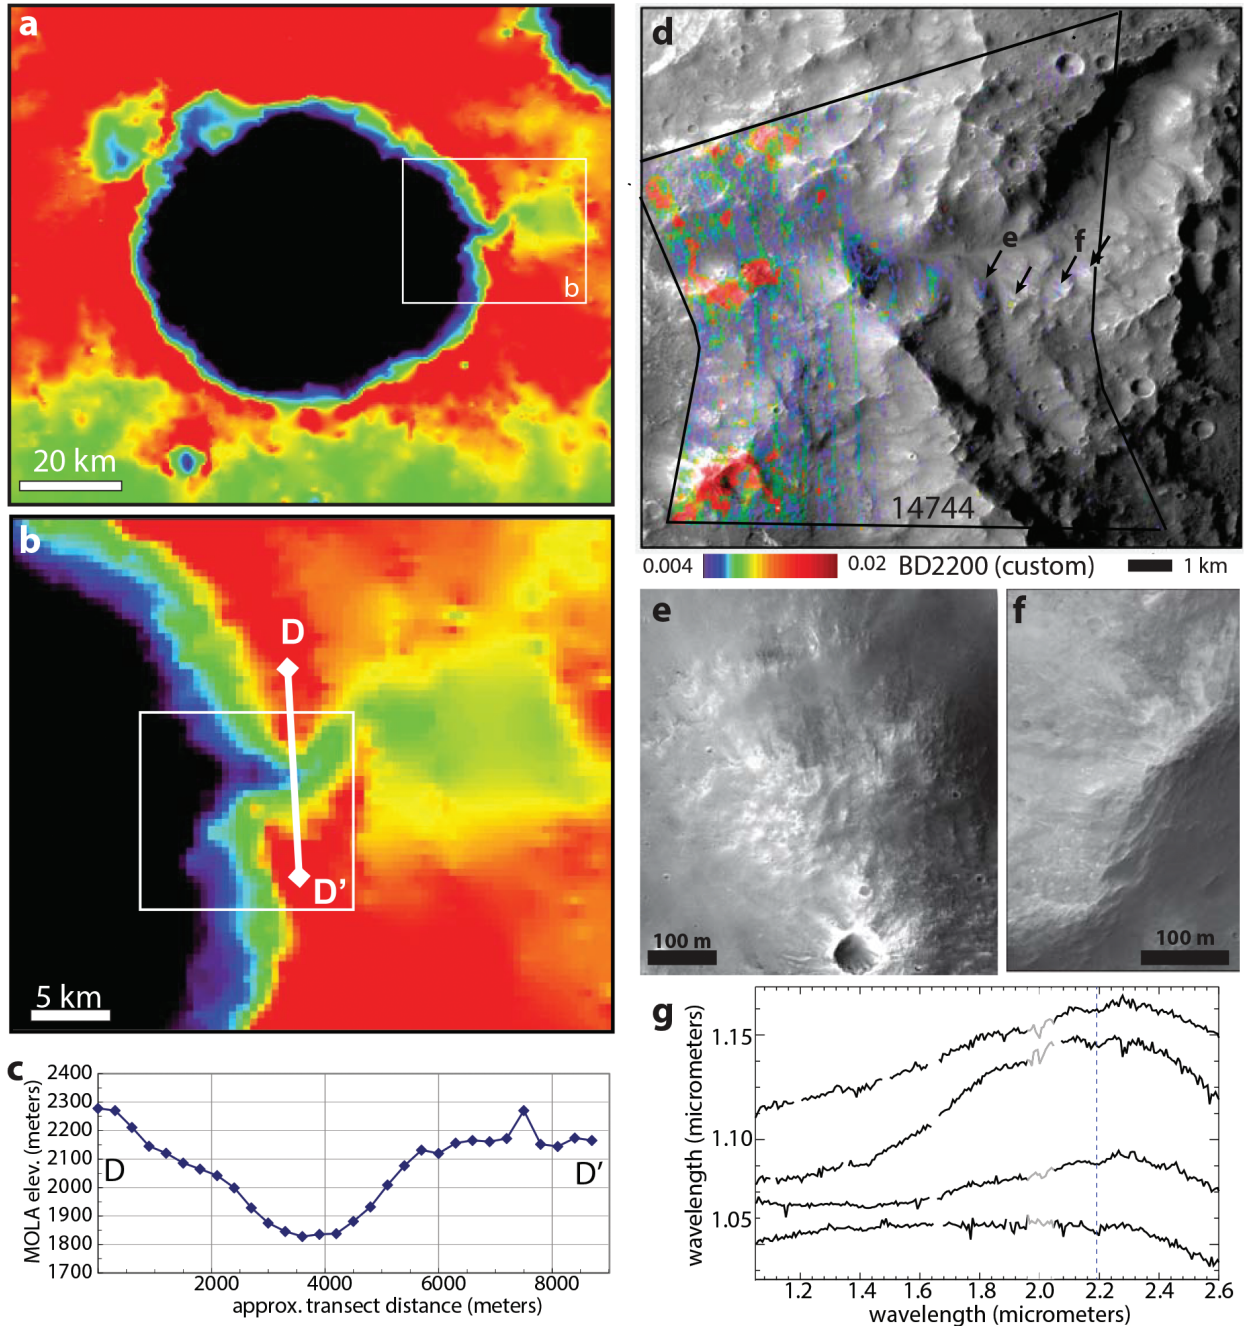 a
b
20 km
b
D
D’
5 km
c
MOLA elev. (meters)
2400
2300
2200
2100
2000
1900
1800
1700
D
D’
2000
4000
6000
8000
approx. transect distance (meters)
d
e
f
14744
0.004
0.02
BD2200 (custom)
1 km
e
100 m
f
100 m
g
wavelength (micrometers)
1.15
1.10
1.05
1.2
1.4
1.6
1.8
2.0
2.2
2.4
2.6
wavelength (micrometers)